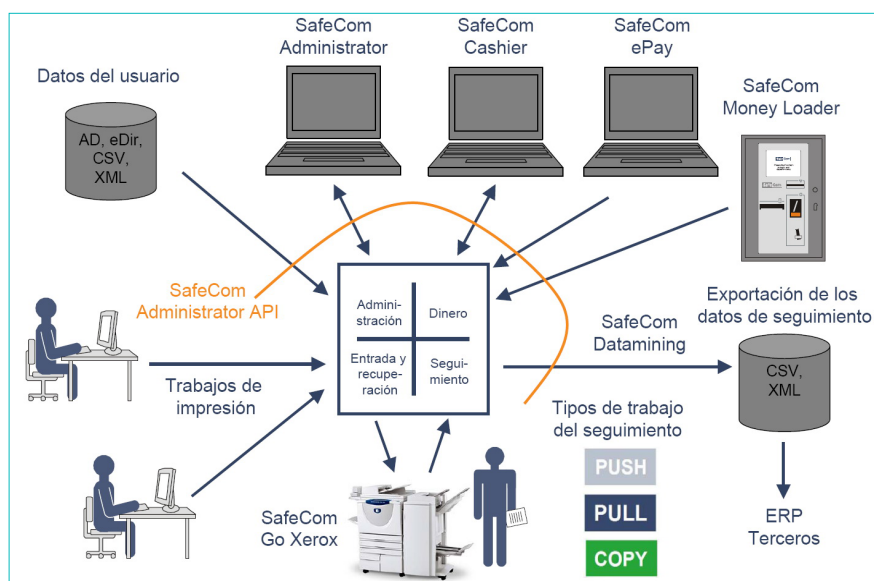 SafeCom
Administrator
SafeCom
Cashier
SafeCom
ePay
Datos del usuario
SafeCom
Money Loader
AD, eDir,
CSV,
XML
SafeCom
Administrator API
Adminis-
tración
Dinero
Entrada y
recupe-
ración
Segui-
miento
Exportación de los
datos de seguimiento
SafeCom
Datamining
CSV,
XML
Trabajos de
impresión
Tipos de trabajo
del seguimiento
PUSH
PULL
COPY
SafeCom
Go Xerox
ERP
Terceros